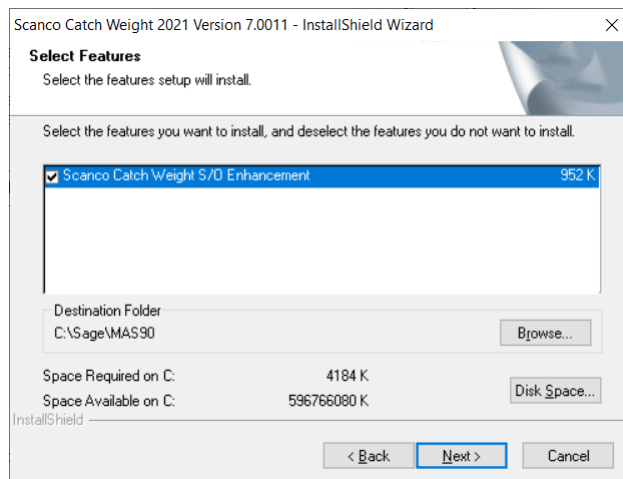 Scanco Catch Weight 2021 Version 7.0011 - InstallShield Wizard
Select Features
Select the features setup will install.
Select the features you want to install, and deselect the features you do not want to install.
Scanco Catch Weight S/O Enhancement 952 K
Destination Folder
C:\Sage\MAS90 Browse...
Space Required on C: 4184 K
Space Available on C: 596766080 K
Disk Space...
InstallShield
< Back Next > Cancel